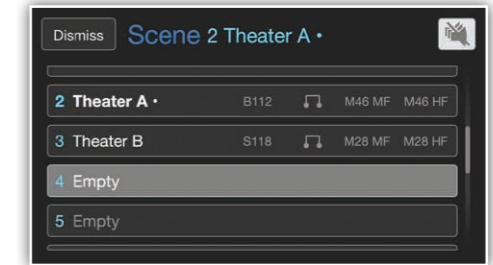 Dismiss Scene 2 Theater A •
2 Theater A • B112 M46 MF M46 HF
3 Theater B S118 M28 MF M28 HF
4 Empty
5 Empty